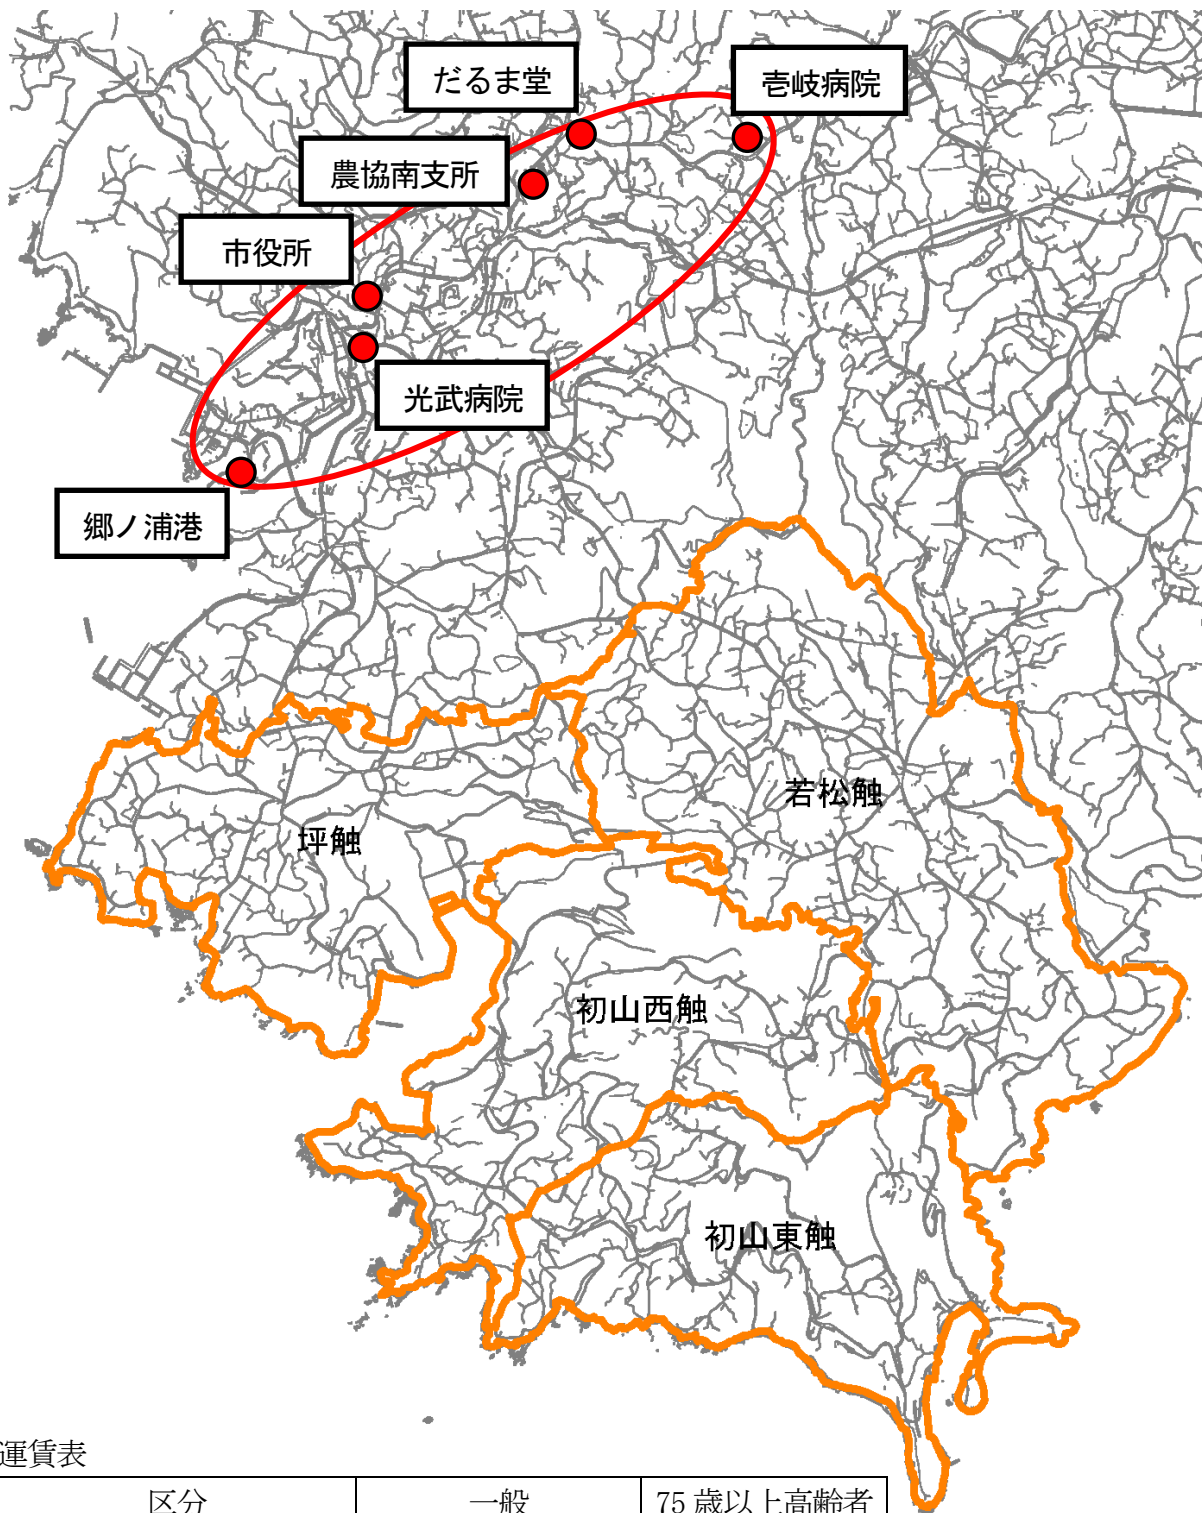 だるま堂
壱岐病院
農協南支所
市役所
光武病院
郷ノ浦港
若松触
坪触
初山西触
初山東触
運賃表
区分 一般 75 歳以上高齢者